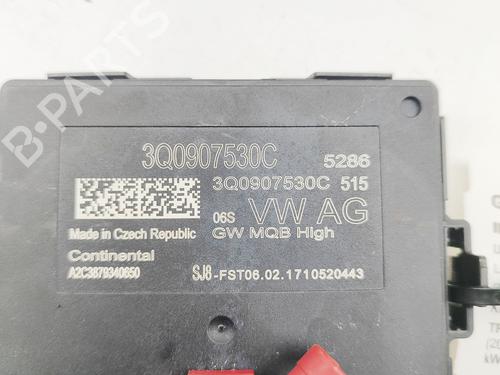 3Q0907530C
5286
3Q0907530C 515
06S VW AG
Made in Czech Republic GW MQB High
Continental
A2C3879340650 SJ8-FST06.02.1710520443
B-PARTS